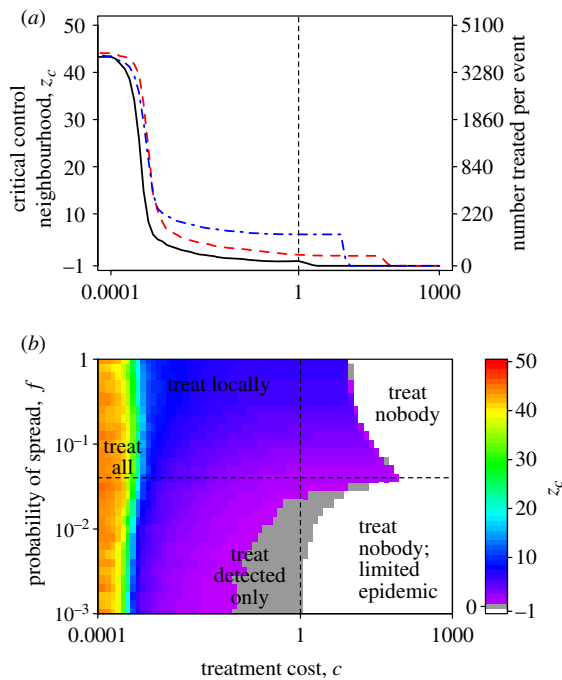 (a)
critical control
neighbourhood, z_c
50
40
30
20
10
−1
5100
3280
1860
840
220
0
number treated per event
0.0001
1
1000
(b)
probability of spread, f
1
10^−1
10^−2
10^−3
treat locally
treat
nobody
treat
all
treat
detected
only
treat
nobody;
limited
epidemic
0.0001
1
1000
treatment cost, c
50
40
30
20
10
0
−1
z_c